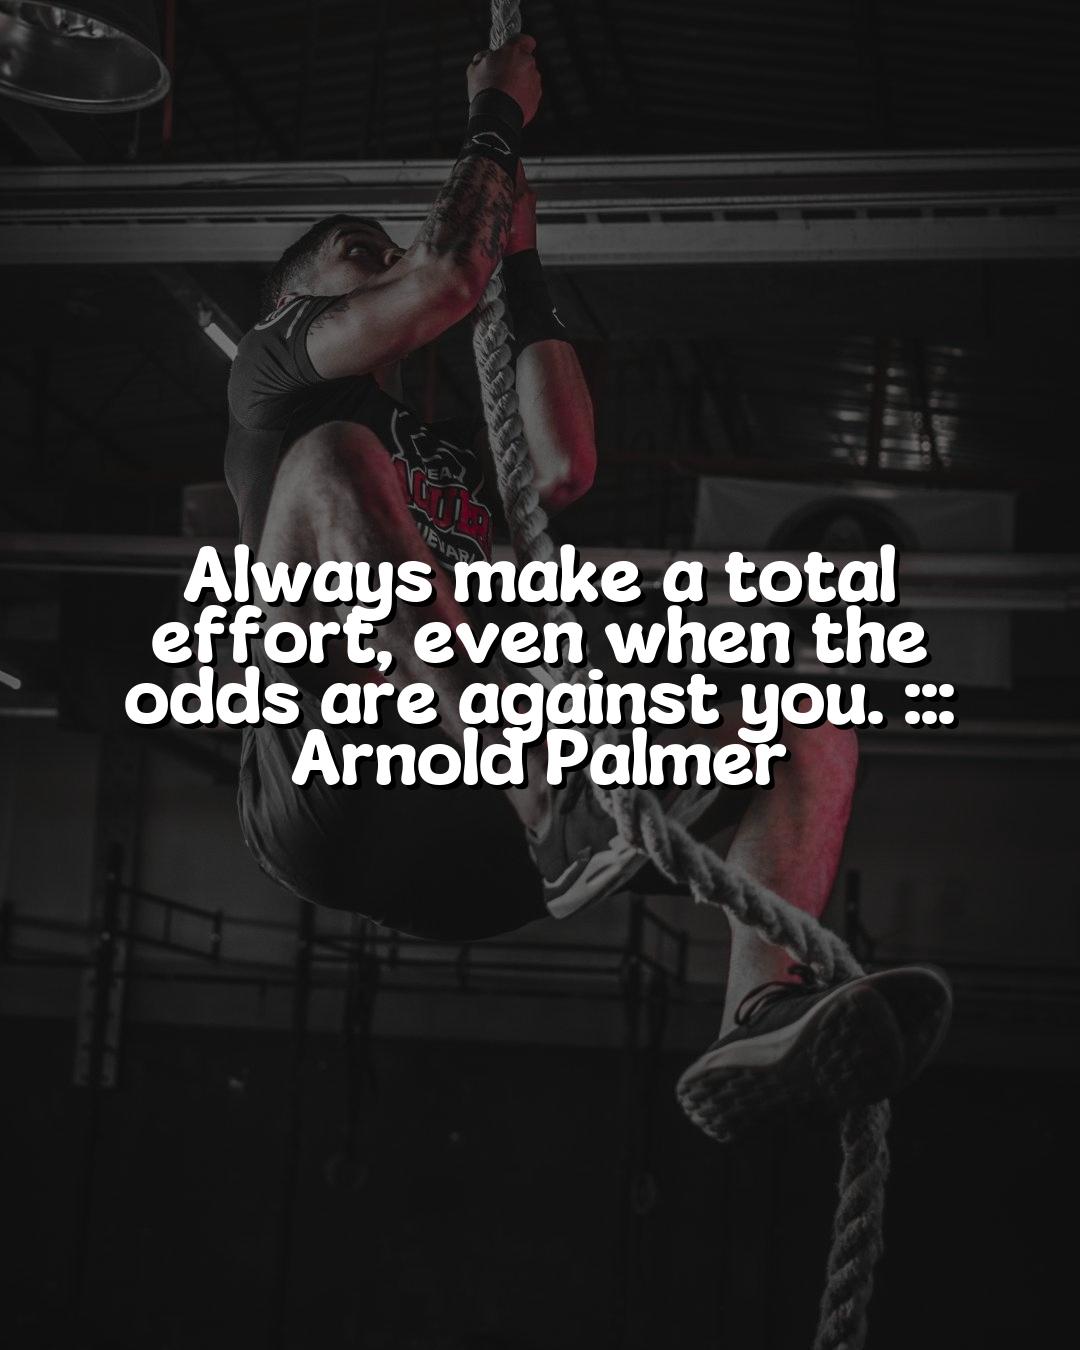 Always make a total
effort, even when the
odds are against you. :::
Arnold Palmer